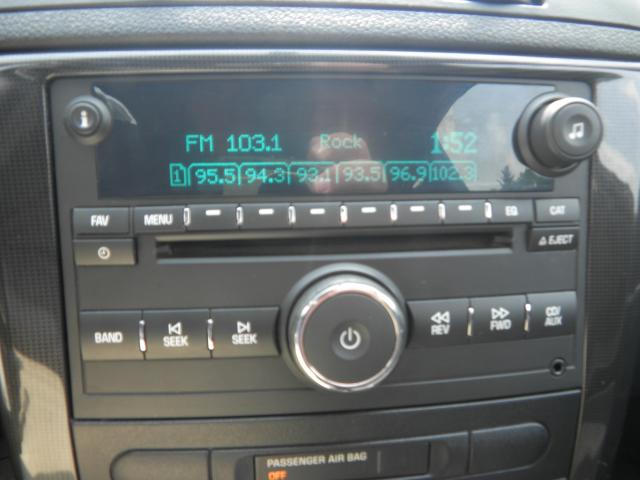 FM 103.1 Rock 1:52
1 95.5 94.3 93.1 93.5 96.9 102.3
FAV MENU EQ CAT
EJECT
BAND SEEK SEEK REV FWD CD/AUX
PASSENGER AIR BAG
OFF